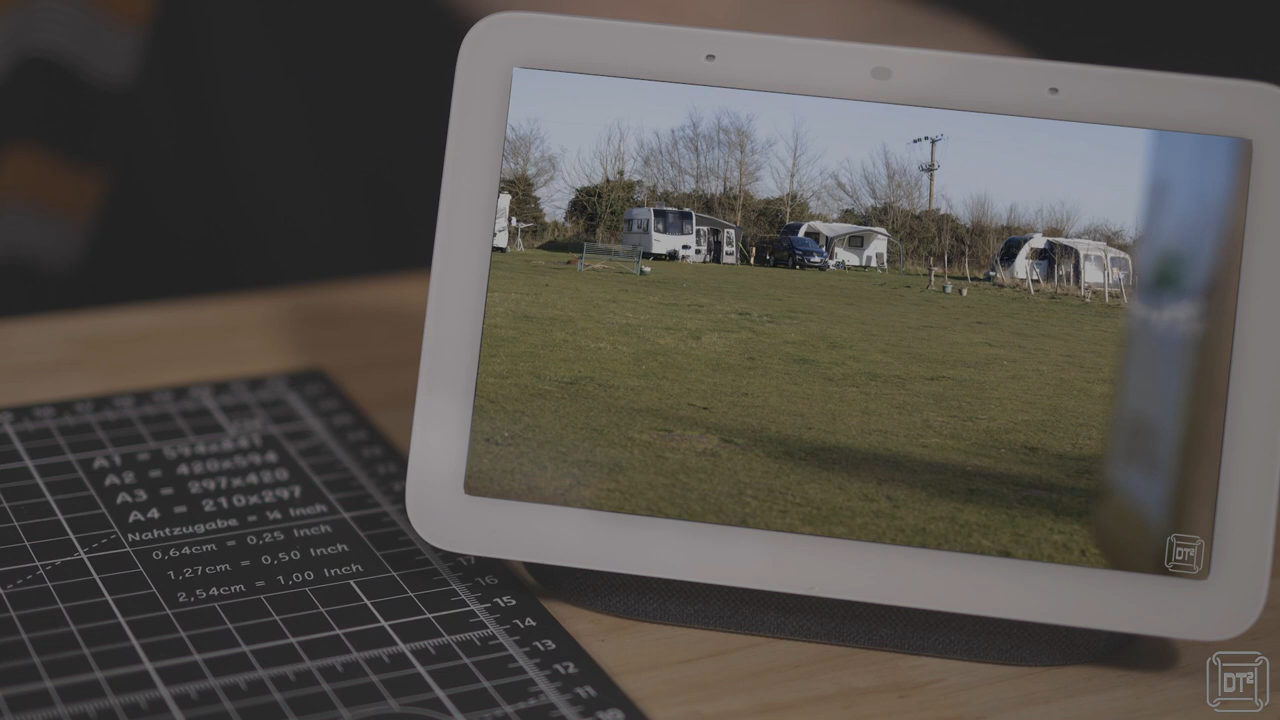 A1 = 594x841
A2 = 420x594
A3 = 297x420
A4 = 210x297
Nahtzugabe = ¼ Inch
0,64cm = 0,25 Inch
1,27cm = 0,50 Inch
2,54cm = 1,00 Inch
17
16
15
14
13
12
11
DT²
DT²